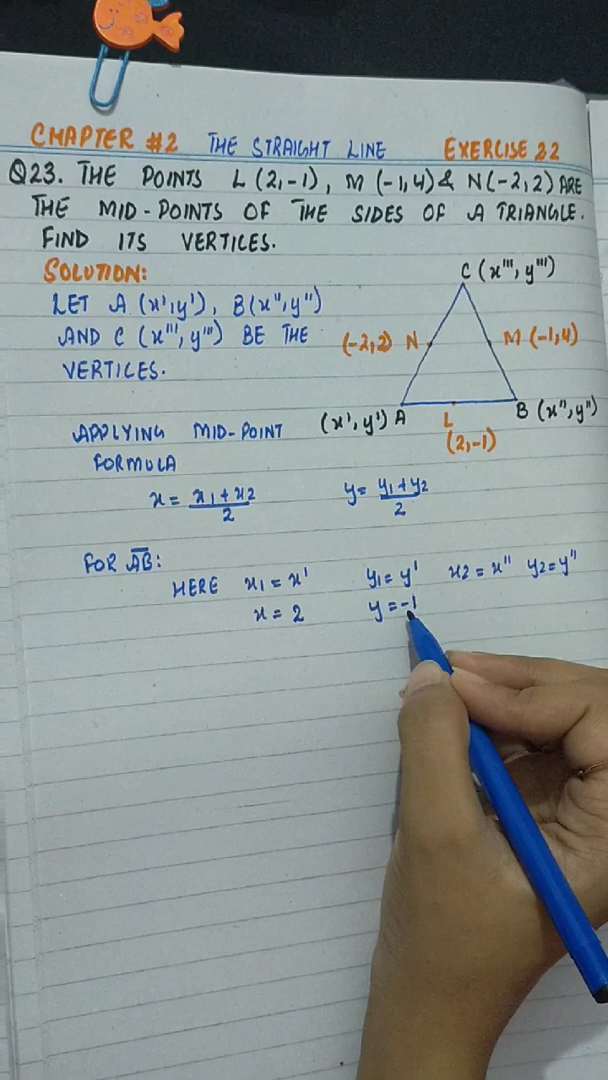 CHAPTER #2 THE STRAIGHT LINE EXERCISE 2.2
Q23. THE POINTS L (2,-1), M (-1,4) & N(-2,2) ARE
THE MID-POINTS OF THE SIDES OF A TRIANGLE.
FIND ITS VERTICES.
SOLUTION:
LET A (x',y'), B(x'',y'')
AND C (x''',y''') BE THE
VERTICES.
C (x''',y''')
(-2,2) N
M (-1,4)
(x',y') A
L
(2,-1)
B (x'',y'')
APPLYING MID-POINT
FORMULA
x = x1+x2/2 y = y1+y2/2
FOR AB:
HERE x1 = x' y1 = y' x2 = x'' y2 = y''
x = 2 y = -1